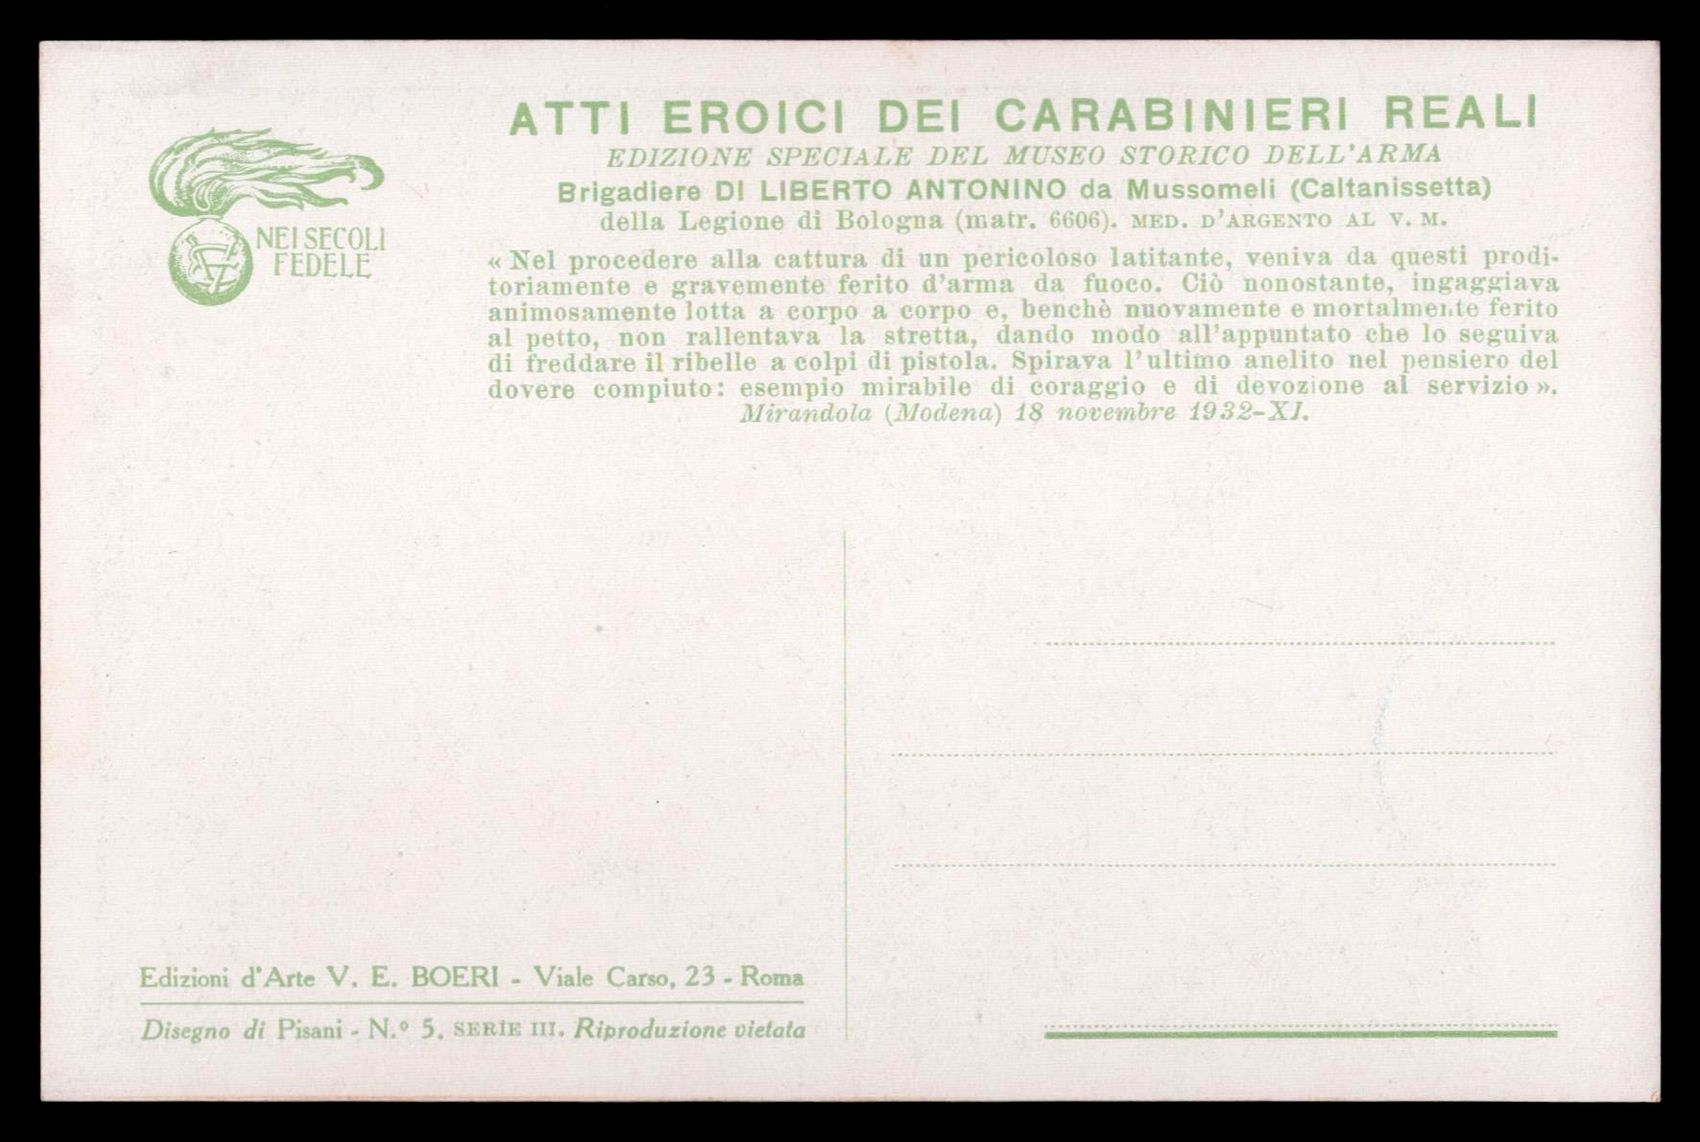 ATTI EROICI DEI CARABINIERI REALI
EDIZIONE SPECIALE DEL MUSEO STORICO DELL'ARMA
Brigadiere DI LIBERTO ANTONINO da Mussomeli (Caltanissetta)
della Legione di Bologna (matr. 6606). MED. D'ARGENTO AL V. M.
« Nel procedere alla cattura di un pericoloso latitante, veniva da questi prodi-
toriamente e gravemente ferito d'arma da fuoco. Ciò nonostante, ingaggiava
animosamente lotta a corpo a corpo e, benchè nuovamente e mortalmente ferito
al petto, non rallentava la stretta, dando modo all'appuntato che lo seguiva
di freddare il ribelle a colpi di pistola. Spirava l'ultimo anelito nel pensiero del
dovere compiuto: esempio mirabile di coraggio e di devozione al servizio ».
Mirandola (Modena) 18 novembre 1932-XI.
NEI SECOLI
FEDELE
Edizioni d'Arte V. E. BOERI - Viale Carso, 23 - Roma
Disegno di Pisani - N.º 5. SERIE III. Riproduzione vietata